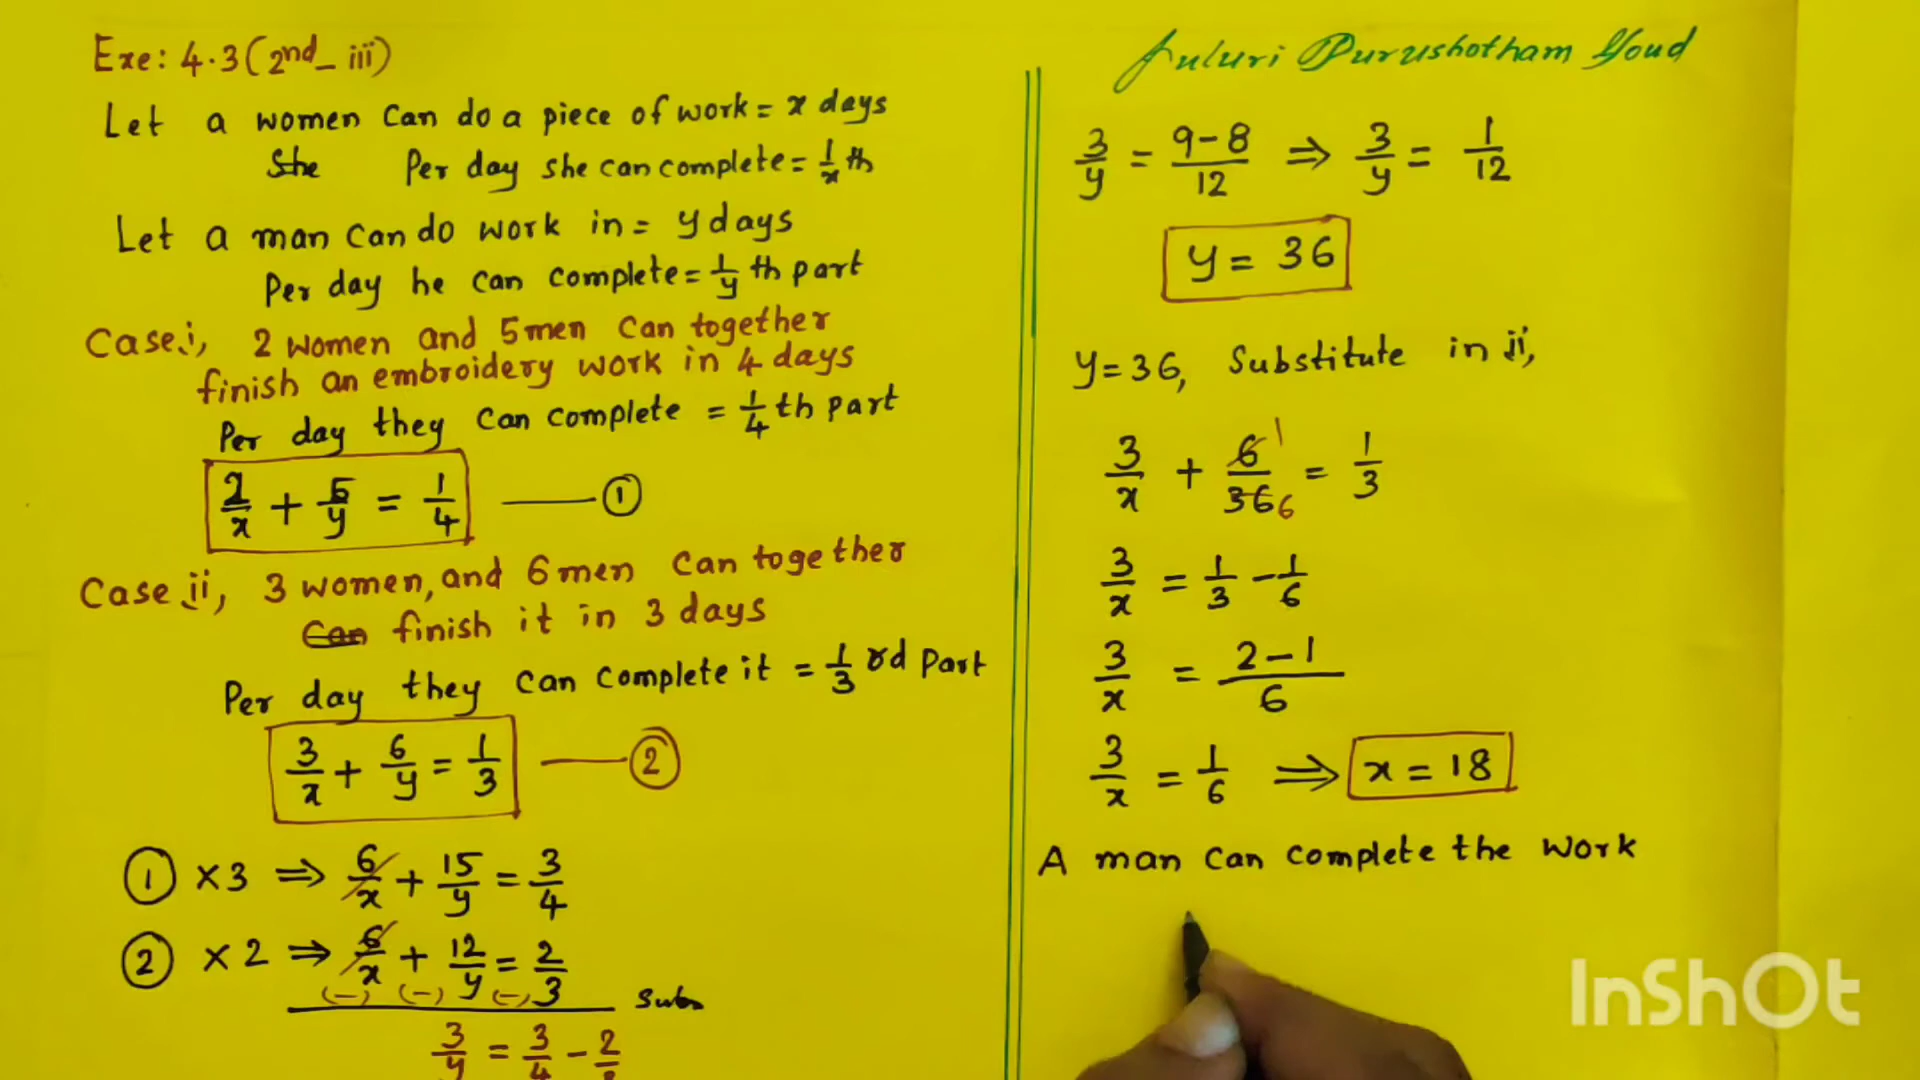 Exe: 4.3 (2nd_ iii)
Let a women can do a piece of work = x days
She Per day she can complete = 1/x th
Let a man can do work in = y days
Per day he can complete = 1/y th part
Case i, 2 women and 5 men can together
finish an embroidery work in 4 days
Per day they can complete = 1/4 th part
2/x + 5/y = 1/4 —— ①
Case ii, 3 women, and 6 men can together
can finish it in 3 days
Per day they can complete it = 1/3 rd part
3/x + 6/y = 1/3 —— ②
① × 3 ⇒ 6/x + 15/y = 3/4
② × 2 ⇒ 6/x + 12/y = 2/3
(-) (-) (-) Sub
3/y = 3/4 - 2/3
Juluri Purushotham Goud
3/y = 9-8/12 ⇒ 3/y = 1/12
y = 36
y = 36, Substitute in ii,
3/x + 6/36 1 6 = 1/3
3/x = 1/3 - 1/6
3/x = 2-1/6
3/x = 1/6 ⇒ x = 18
A man can complete the work
InShOt